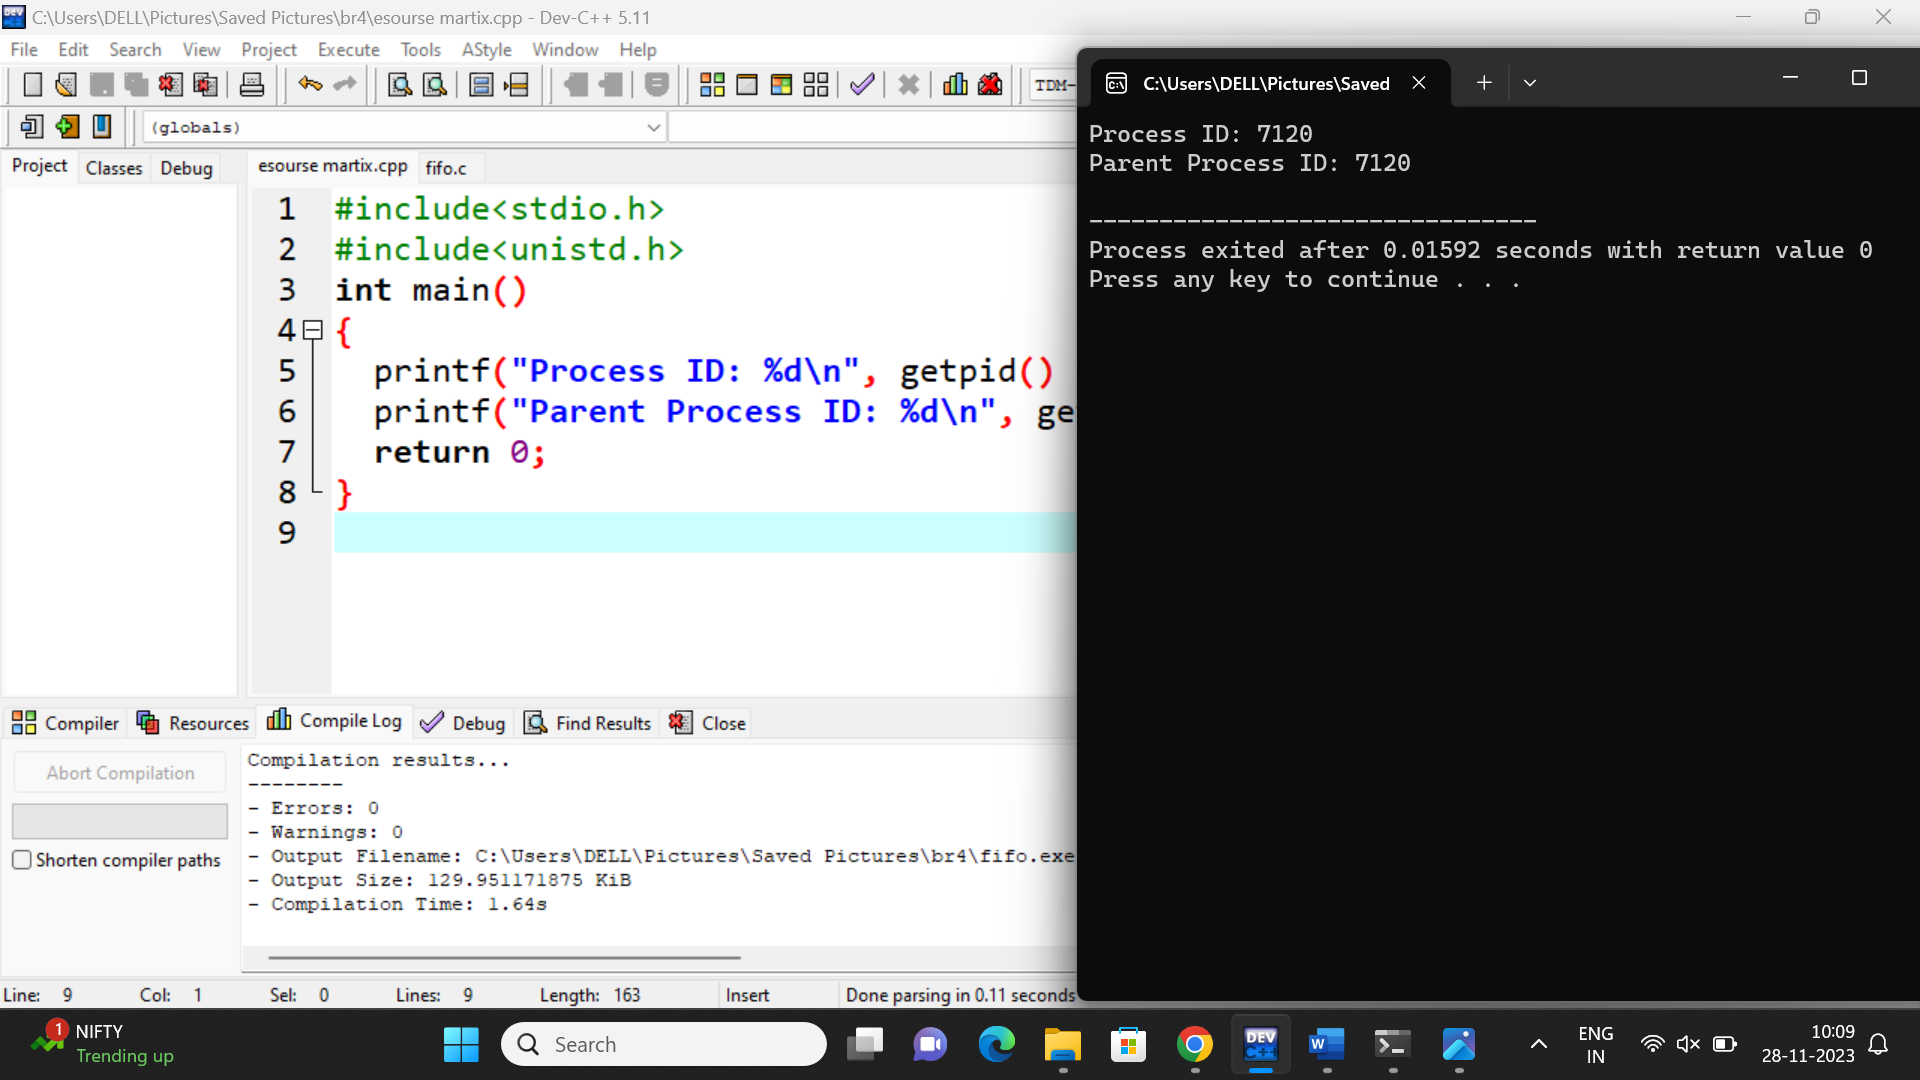 C:\Users\DELL\Pictures\Saved Pictures\br4\esourse martix.cpp - Dev-C++ 5.11
File Edit Search View Project Execute Tools AStyle Window Help
TDM-
(globals)
Project Classes Debug
esourse martix.cpp fifo.c
1 #include<stdio.h>
2 #include<unistd.h>
3 int main()
4 {
5 printf("Process ID: %d\n", getpid()
6 printf("Parent Process ID: %d\n", ge
7 return 0;
8 }
9
C:\Users\DELL\Pictures\Saved
Process ID: 7120
Parent Process ID: 7120
--------------------------------
Process exited after 0.01592 seconds with return value 0
Press any key to continue . . .
Compiler Resources Compile Log Debug Find Results Close
Abort Compilation
Shorten compiler paths
Compilation results...
--------
- Errors: 0
- Warnings: 0
- Output Filename: C:\Users\DELL\Pictures\Saved Pictures\br4\fifo.exe
- Output Size: 129.951171875 KiB
- Compilation Time: 1.64s
Line: 9 Col: 1 Sel: 0 Lines: 9 Length: 163 Insert Done parsing in 0.11 seconds
1
NIFTY
Trending up
Search
DEV
C++
W
ENG
IN
10:09
28-11-2023